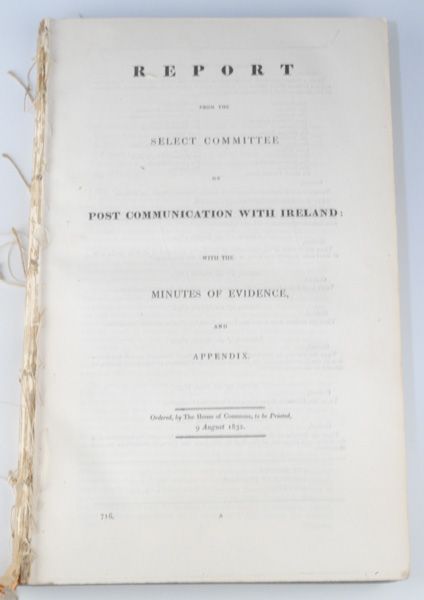 REPORT
FROM THE
SELECT COMMITTEE
ON
POST COMMUNICATION WITH IRELAND:
WITH THE
MINUTES OF EVIDENCE,
AND
APPENDIX.
Ordered, by The House of Commons, to be Printed,
9 August 1832.
716. A